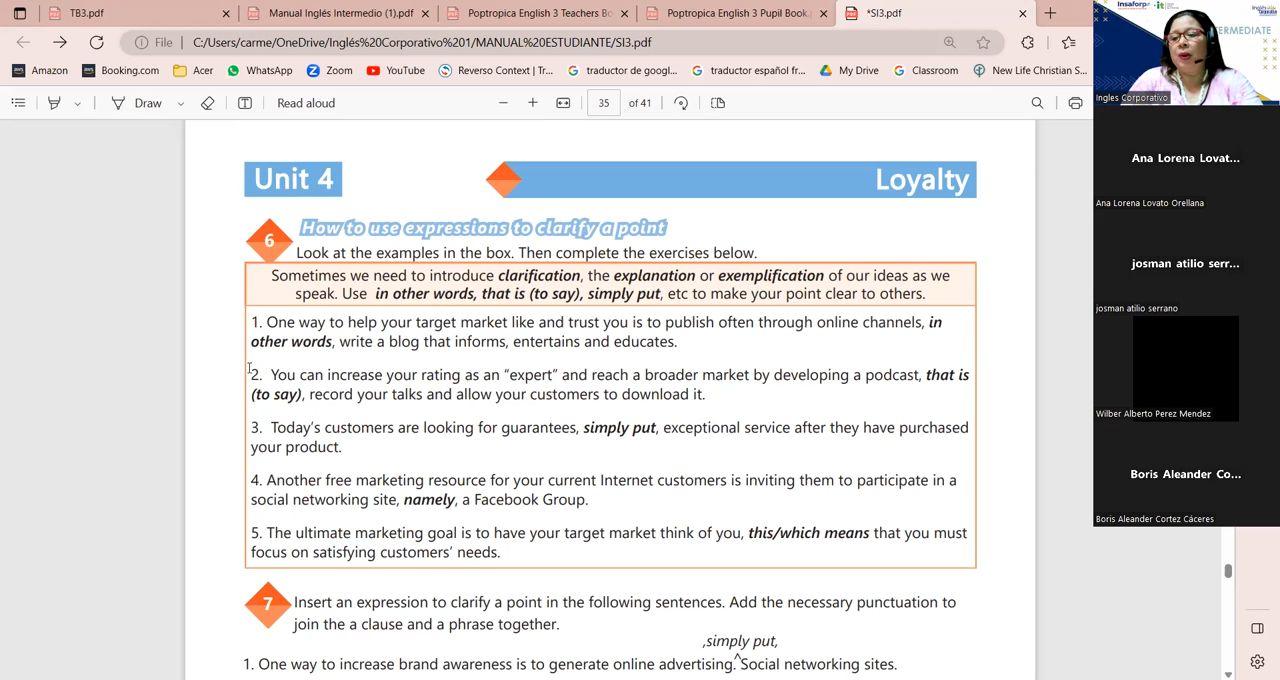 TB3.pdf
Manual Inglés Intermedio (1).pdf
Poptropica English 3 Teachers Bo
Poptropica English 3 Pupil Book.p
*SI3.pdf
File
C:/Users/carme/OneDrive/Inglés%20Corporativo%20V/MANUAL%20ESTUDIANTE/SI3.pdf
Amazon
Booking.com
Acer
WhatsApp
Zoom
YouTube
Reverso Context | Tr...
traductor de googl...
traductor español fr...
My Drive
Classroom
New Life Christian S...
Draw
Read aloud
35
of 41
Unit 4
Loyalty
6
How to use expressions to clarify a point
Look at the examples in the box. Then complete the exercises below.
Sometimes we need to introduce clarification, the explanation or exemplification of our ideas as we
speak. Use in other words, that is (to say), simply put, etc to make your point clear to others.
1. One way to help your target market like and trust you is to publish often through online channels, in
other words, write a blog that informs, entertains and educates.
2. You can increase your rating as an “expert” and reach a broader market by developing a podcast, that is
(to say), record your talks and allow your customers to download it.
3. Today’s customers are looking for guarantees, simply put, exceptional service after they have purchased
your product.
4. Another free marketing resource for your current Internet customers is inviting them to participate in a
social networking site, namely, a Facebook Group.
5. The ultimate marketing goal is to have your target market think of you, this/which means that you must
focus on satisfying customers’ needs.
7
Insert an expression to clarify a point in the following sentences. Add the necessary punctuation to
join the a clause and a phrase together.
,simply put,
1. One way to increase brand awareness is to generate online advertising.^Social networking sites.
Insaforp
ERMEDIATE
Ingles Corporativo
Ana Lorena Lovat...
Ana Lorena Lovato Orellana
josman atilio serr...
josman atilio serrano
Wilber Alberto Perez Mendez
Boris Aleander Co...
Boris Aleander Cortez Cáceres